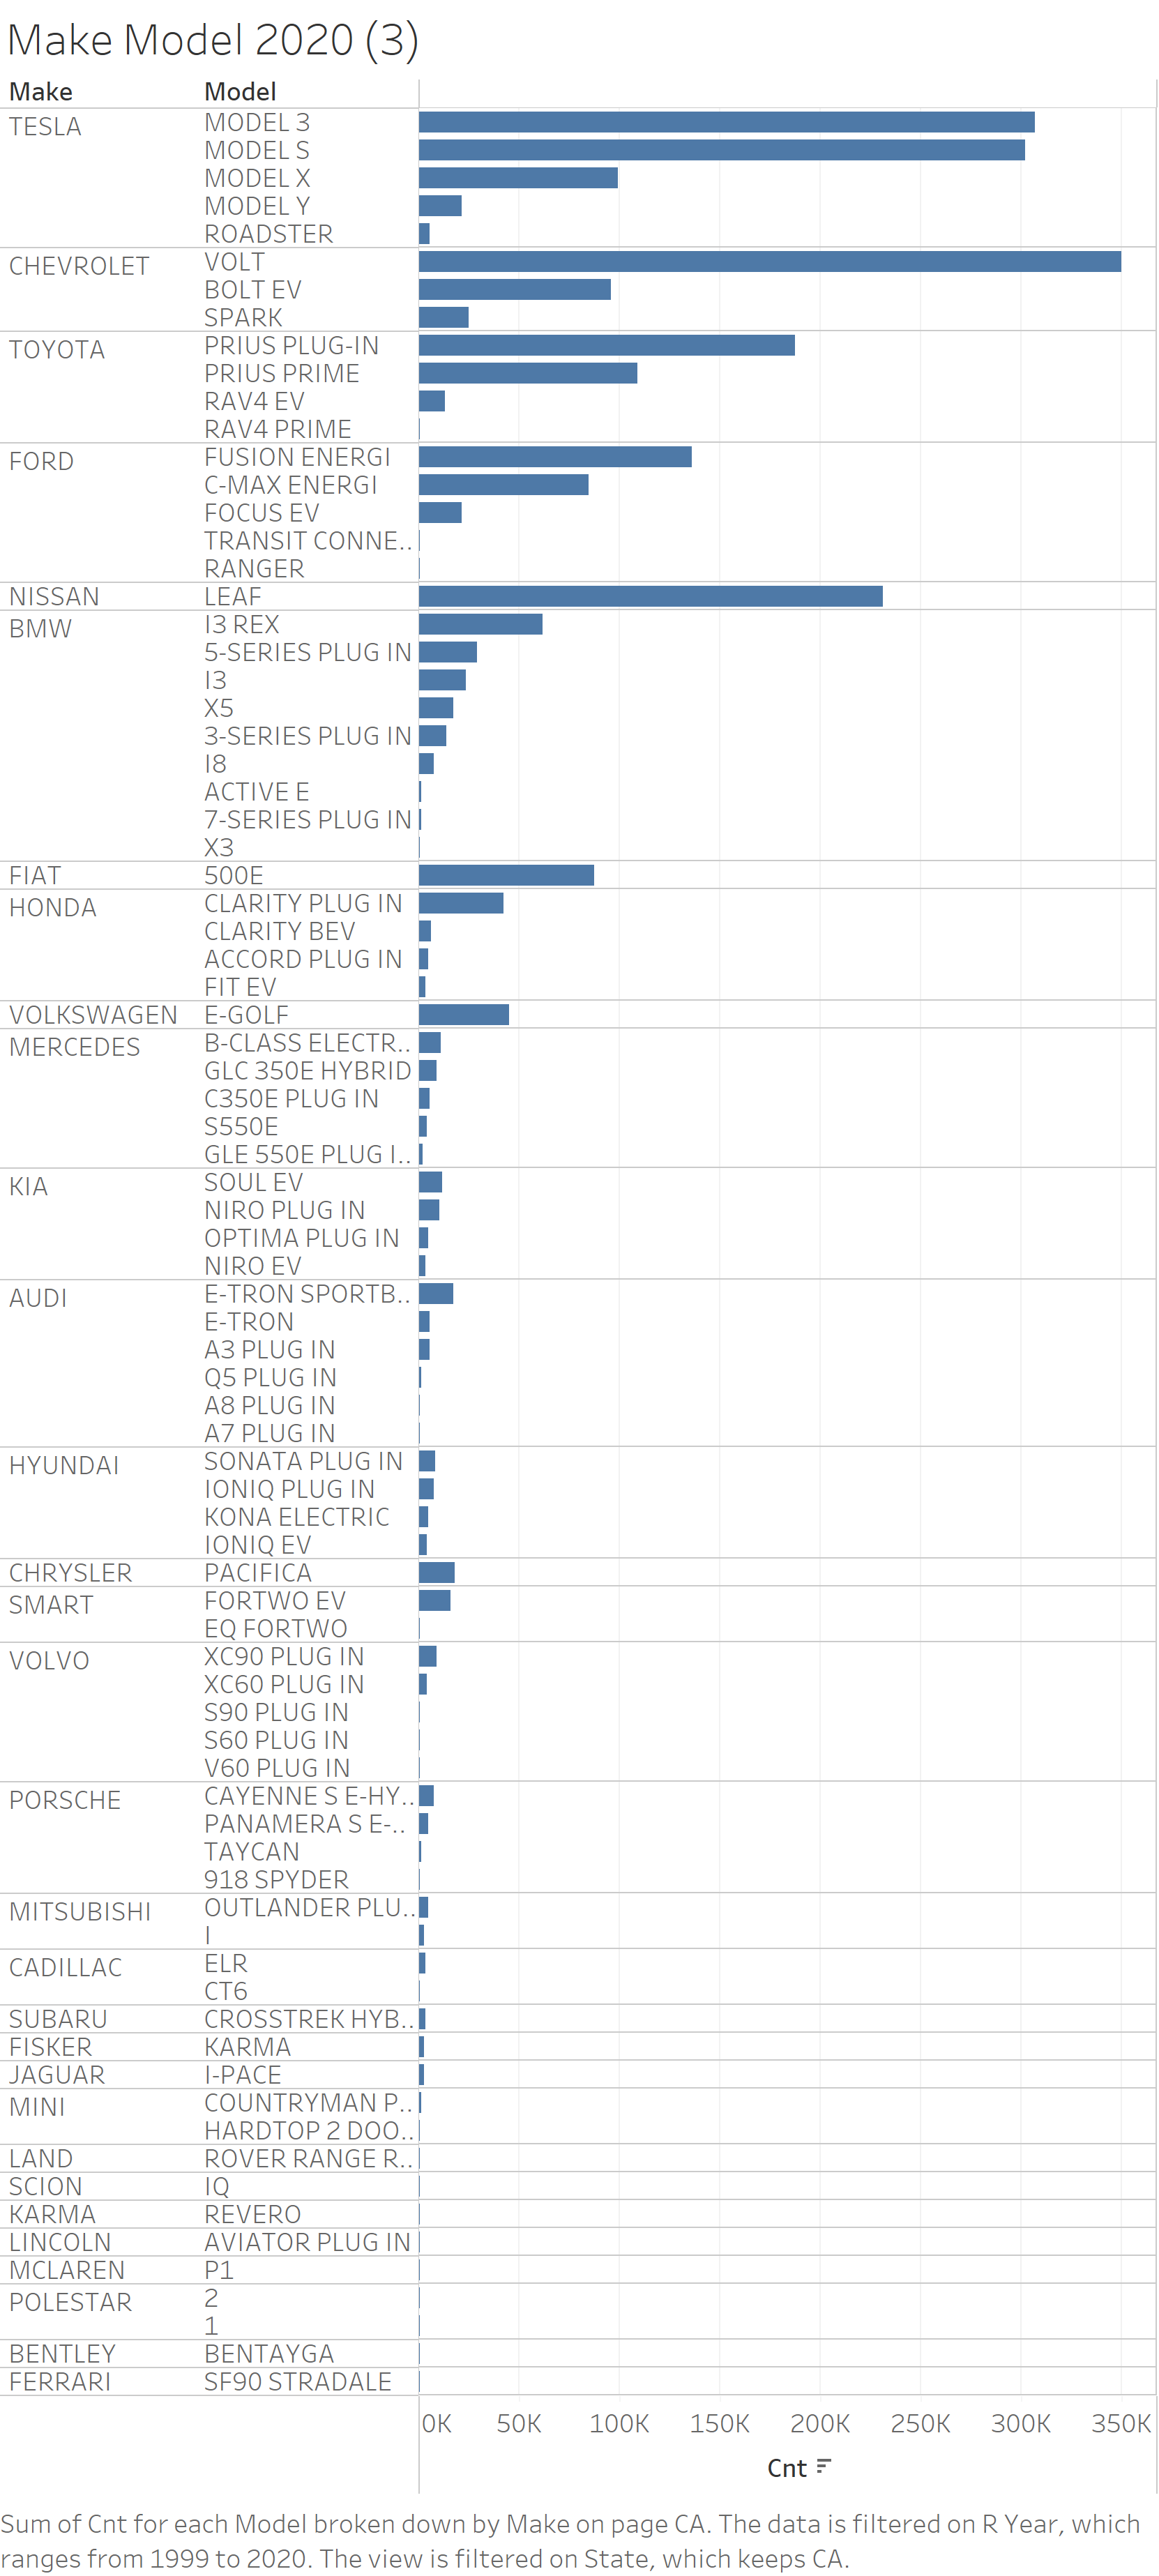 Make Model 2020 (3)
Make Model
TESLA MODEL 3
MODEL S
MODEL X
MODEL Y
ROADSTER
CHEVROLET VOLT
BOLT EV
SPARK
TOYOTA PRIUS PLUG-IN
PRIUS PRIME
RAV4 EV
RAV4 PRIME
FORD FUSION ENERGI
C-MAX ENERGI
FOCUS EV
TRANSIT CONNE..
RANGER
NISSAN LEAF
BMW I3 REX
5-SERIES PLUG IN
I3
X5
3-SERIES PLUG IN
I8
ACTIVE E
7-SERIES PLUG IN
X3
FIAT 500E
HONDA CLARITY PLUG IN
CLARITY BEV
ACCORD PLUG IN
FIT EV
VOLKSWAGEN E-GOLF
MERCEDES B-CLASS ELECTR..
GLC 350E HYBRID
C350E PLUG IN
S550E
GLE 550E PLUG I..
KIA SOUL EV
NIRO PLUG IN
OPTIMA PLUG IN
NIRO EV
AUDI E-TRON SPORTB..
E-TRON
A3 PLUG IN
Q5 PLUG IN
A8 PLUG IN
A7 PLUG IN
HYUNDAI SONATA PLUG IN
IONIQ PLUG IN
KONA ELECTRIC
IONIQ EV
CHRYSLER PACIFICA
SMART FORTWO EV
EQ FORTWO
VOLVO XC90 PLUG IN
XC60 PLUG IN
S90 PLUG IN
S60 PLUG IN
V60 PLUG IN
PORSCHE CAYENNE S E-HY..
PANAMERA S E-..
TAYCAN
918 SPYDER
MITSUBISHI OUTLANDER PLU..
I
CADILLAC ELR
CT6
SUBARU CROSSTREK HYB..
FISKER KARMA
JAGUAR I-PACE
MINI COUNTRYMAN P..
HARDTOP 2 DOO..
LAND ROVER RANGE R..
SCION IQ
KARMA REVERO
LINCOLN AVIATOR PLUG IN
MCLAREN P1
POLESTAR 2
1
BENTLEY BENTAYGA
FERRARI SF90 STRADALE
0K 50K 100K 150K 200K 250K 300K 350K
Cnt
Sum of Cnt for each Model broken down by Make on page CA. The data is filtered on R Year, which
ranges from 1999 to 2020. The view is filtered on State, which keeps CA.